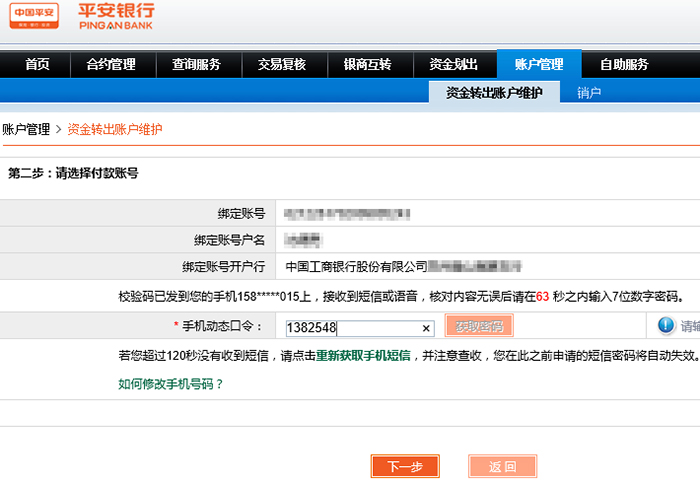 中国平安
平安银行
PINGAN BANK
首页 合约管理 查询服务 交易复核 银商互转 资金划出 账户管理 自助服务
资金转出账户维护 销户
账户管理 > 资金转出账户维护
第二步：请选择付款账号
绑定账号
绑定账号户名
绑定账号开户行 中国工商银行股份有限公司
校验码已发到您的手机158*****015上，接收到短信或语音，核对内容无误后请在63 秒之内输入7位数字密码。
* 手机动态口令： 1382548 × 获取密码 请输
若您超过120秒没有收到短信，请点击重新获取手机短信，并注意查收，您在此之前申请的短信密码将自动失效。
如何修改手机号码？
下一步 返 回